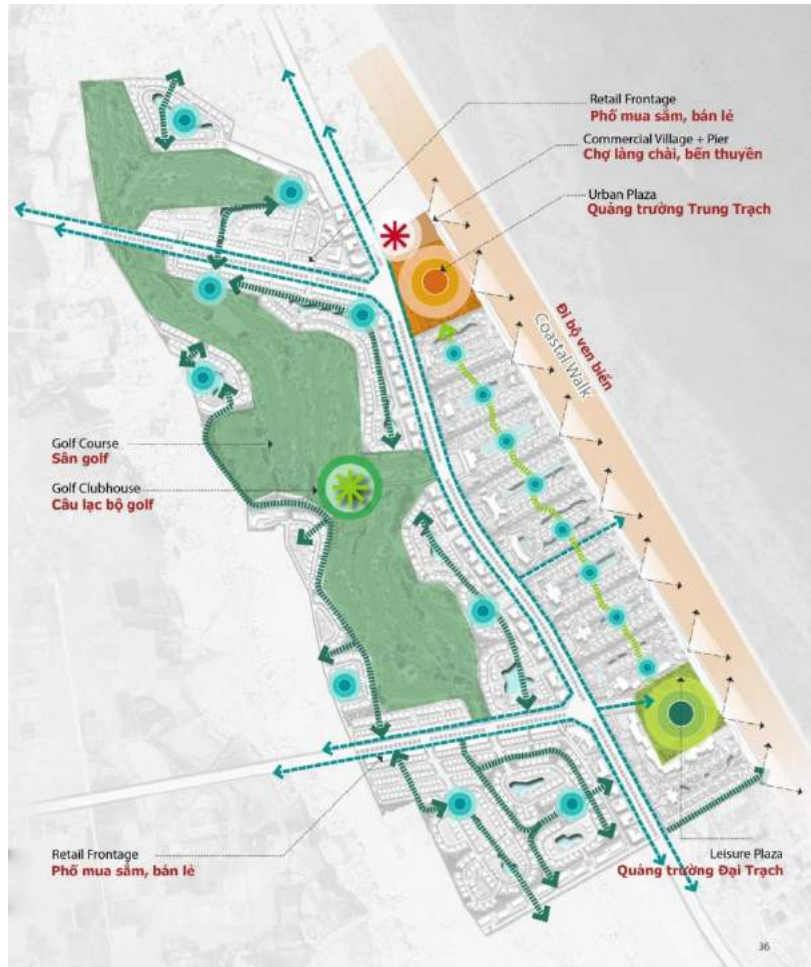 Retail Frontage
Phố mua sắm, bán lẻ
Commercial Village + Pier
Chợ làng chài, bến thuyền
Urban Plaza
Quảng trường Trung Trạch
Đi bộ ven biển
Coastal Walk
Golf Course
Sân golf
Golf Clubhouse
Câu lạc bộ golf
Retail Frontage
Phố mua sắm, bán lẻ
Leisure Plaza
Quảng trường Đại Trạch
36